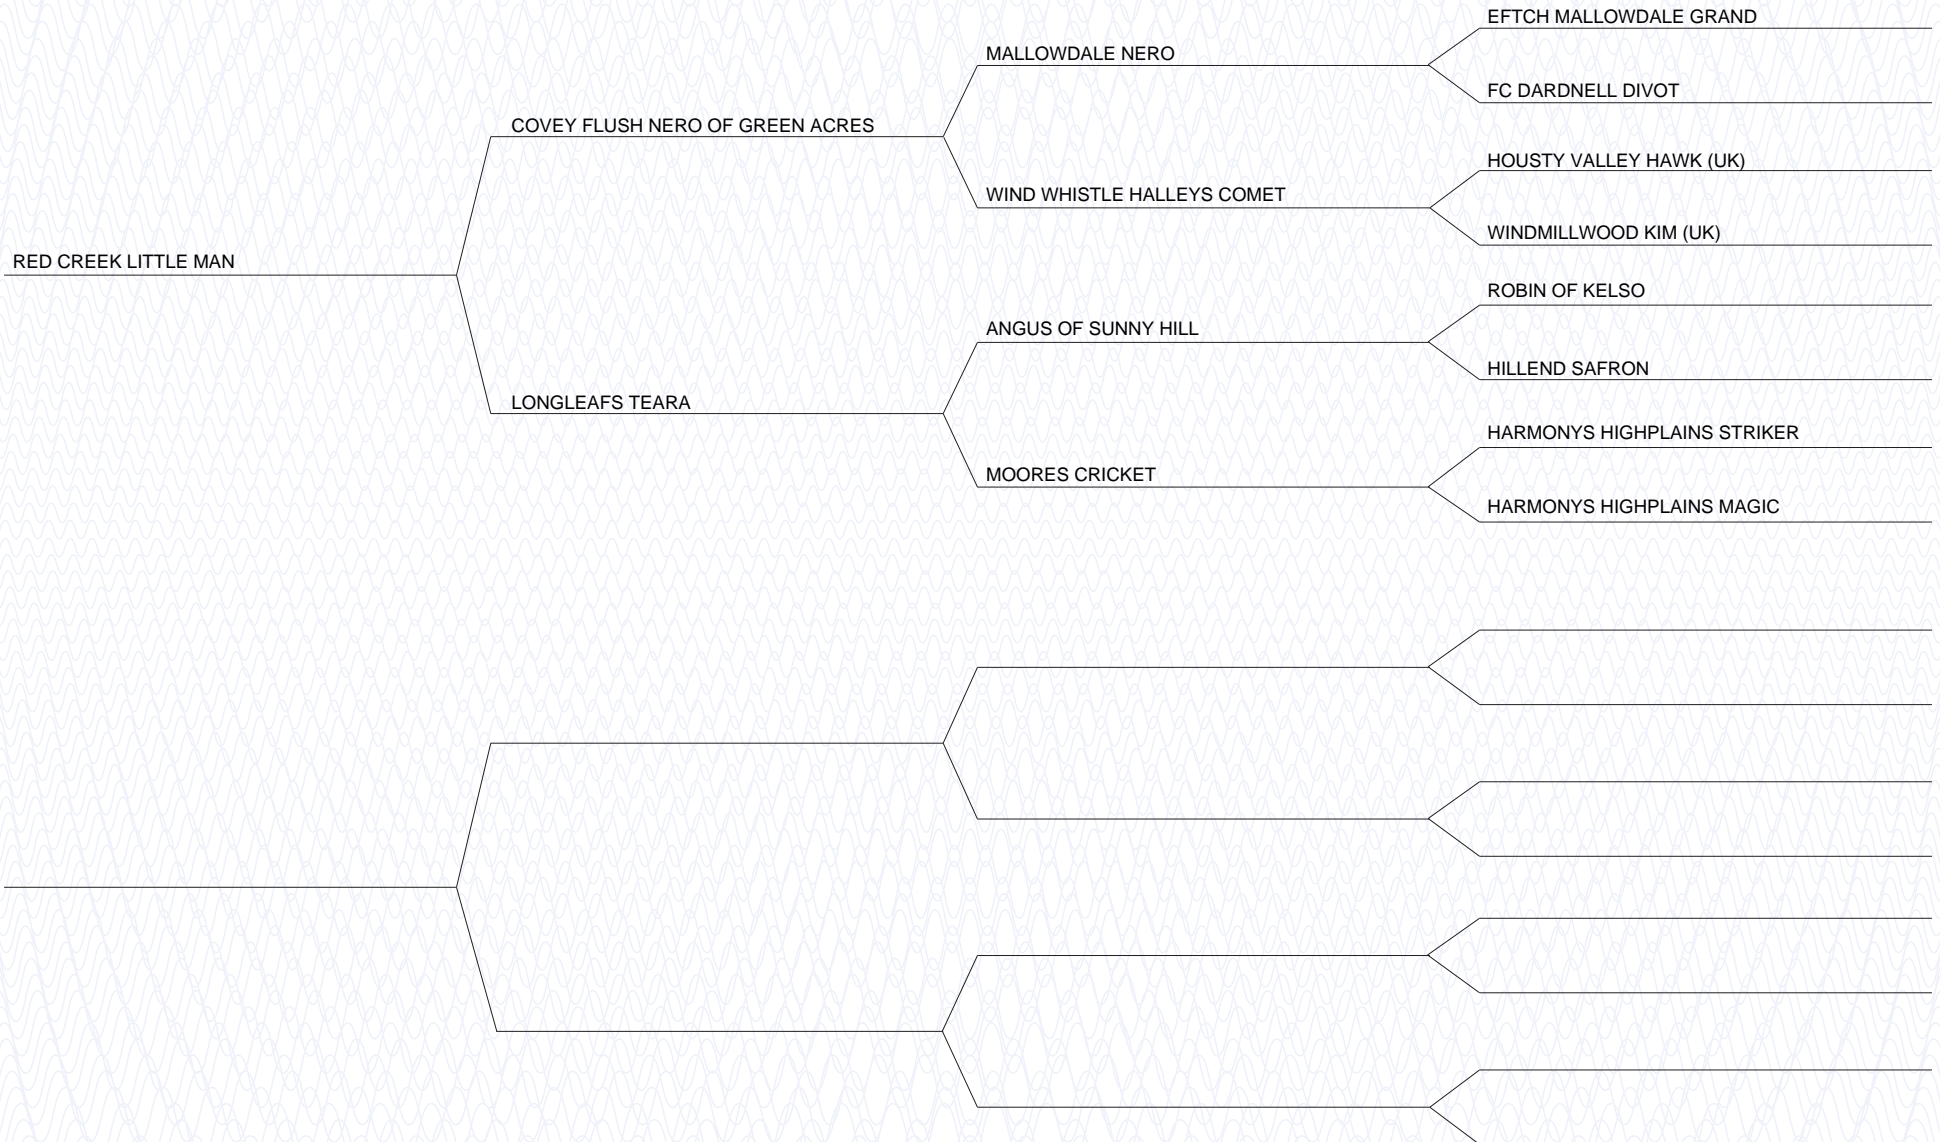 EFTCH MALLOWDALE GRAND
MALLOWDALE NERO
FC DARDNELL DIVOT
COVEY FLUSH NERO OF GREEN ACRES
HOUSTY VALLEY HAWK (UK)
WIND WHISTLE HALLEYS COMET
WINDMILLWOOD KIM (UK)
RED CREEK LITTLE MAN
ROBIN OF KELSO
ANGUS OF SUNNY HILL
HILLEND SAFRON
LONGLEAFS TEARA
HARMONYS HIGHPLAINS STRIKER
MOORES CRICKET
HARMONYS HIGHPLAINS MAGIC